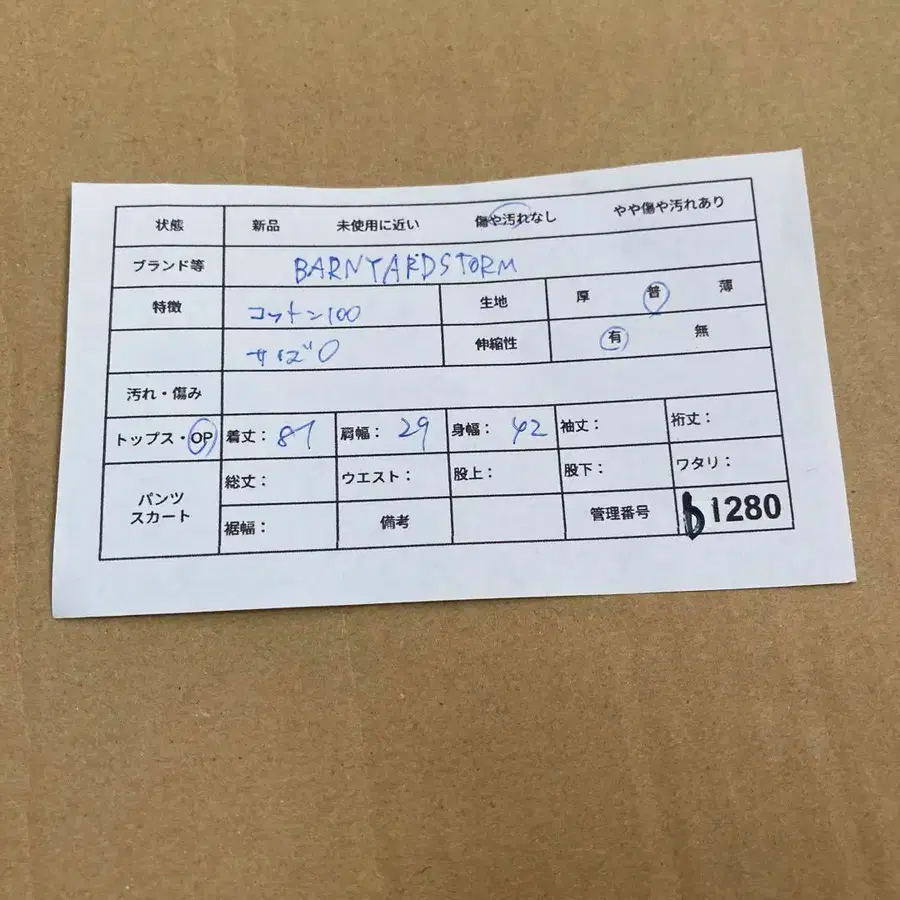 状態 新品 未使用に近い 傷や汚れなし やや傷や汚れあり
ブランド等 BARNYARDSTORM
特徴 コットン100 生地 厚 普 薄
サイズ0 伸縮性 有 無
汚れ・傷み
トップス・OP 着丈: 87 肩幅: 29 身幅: 42 袖丈: 裄丈:
パンツ スカート 総丈: ウエスト: 股上: 股下: ワタリ:
裾幅: 備考 管理番号 b1280